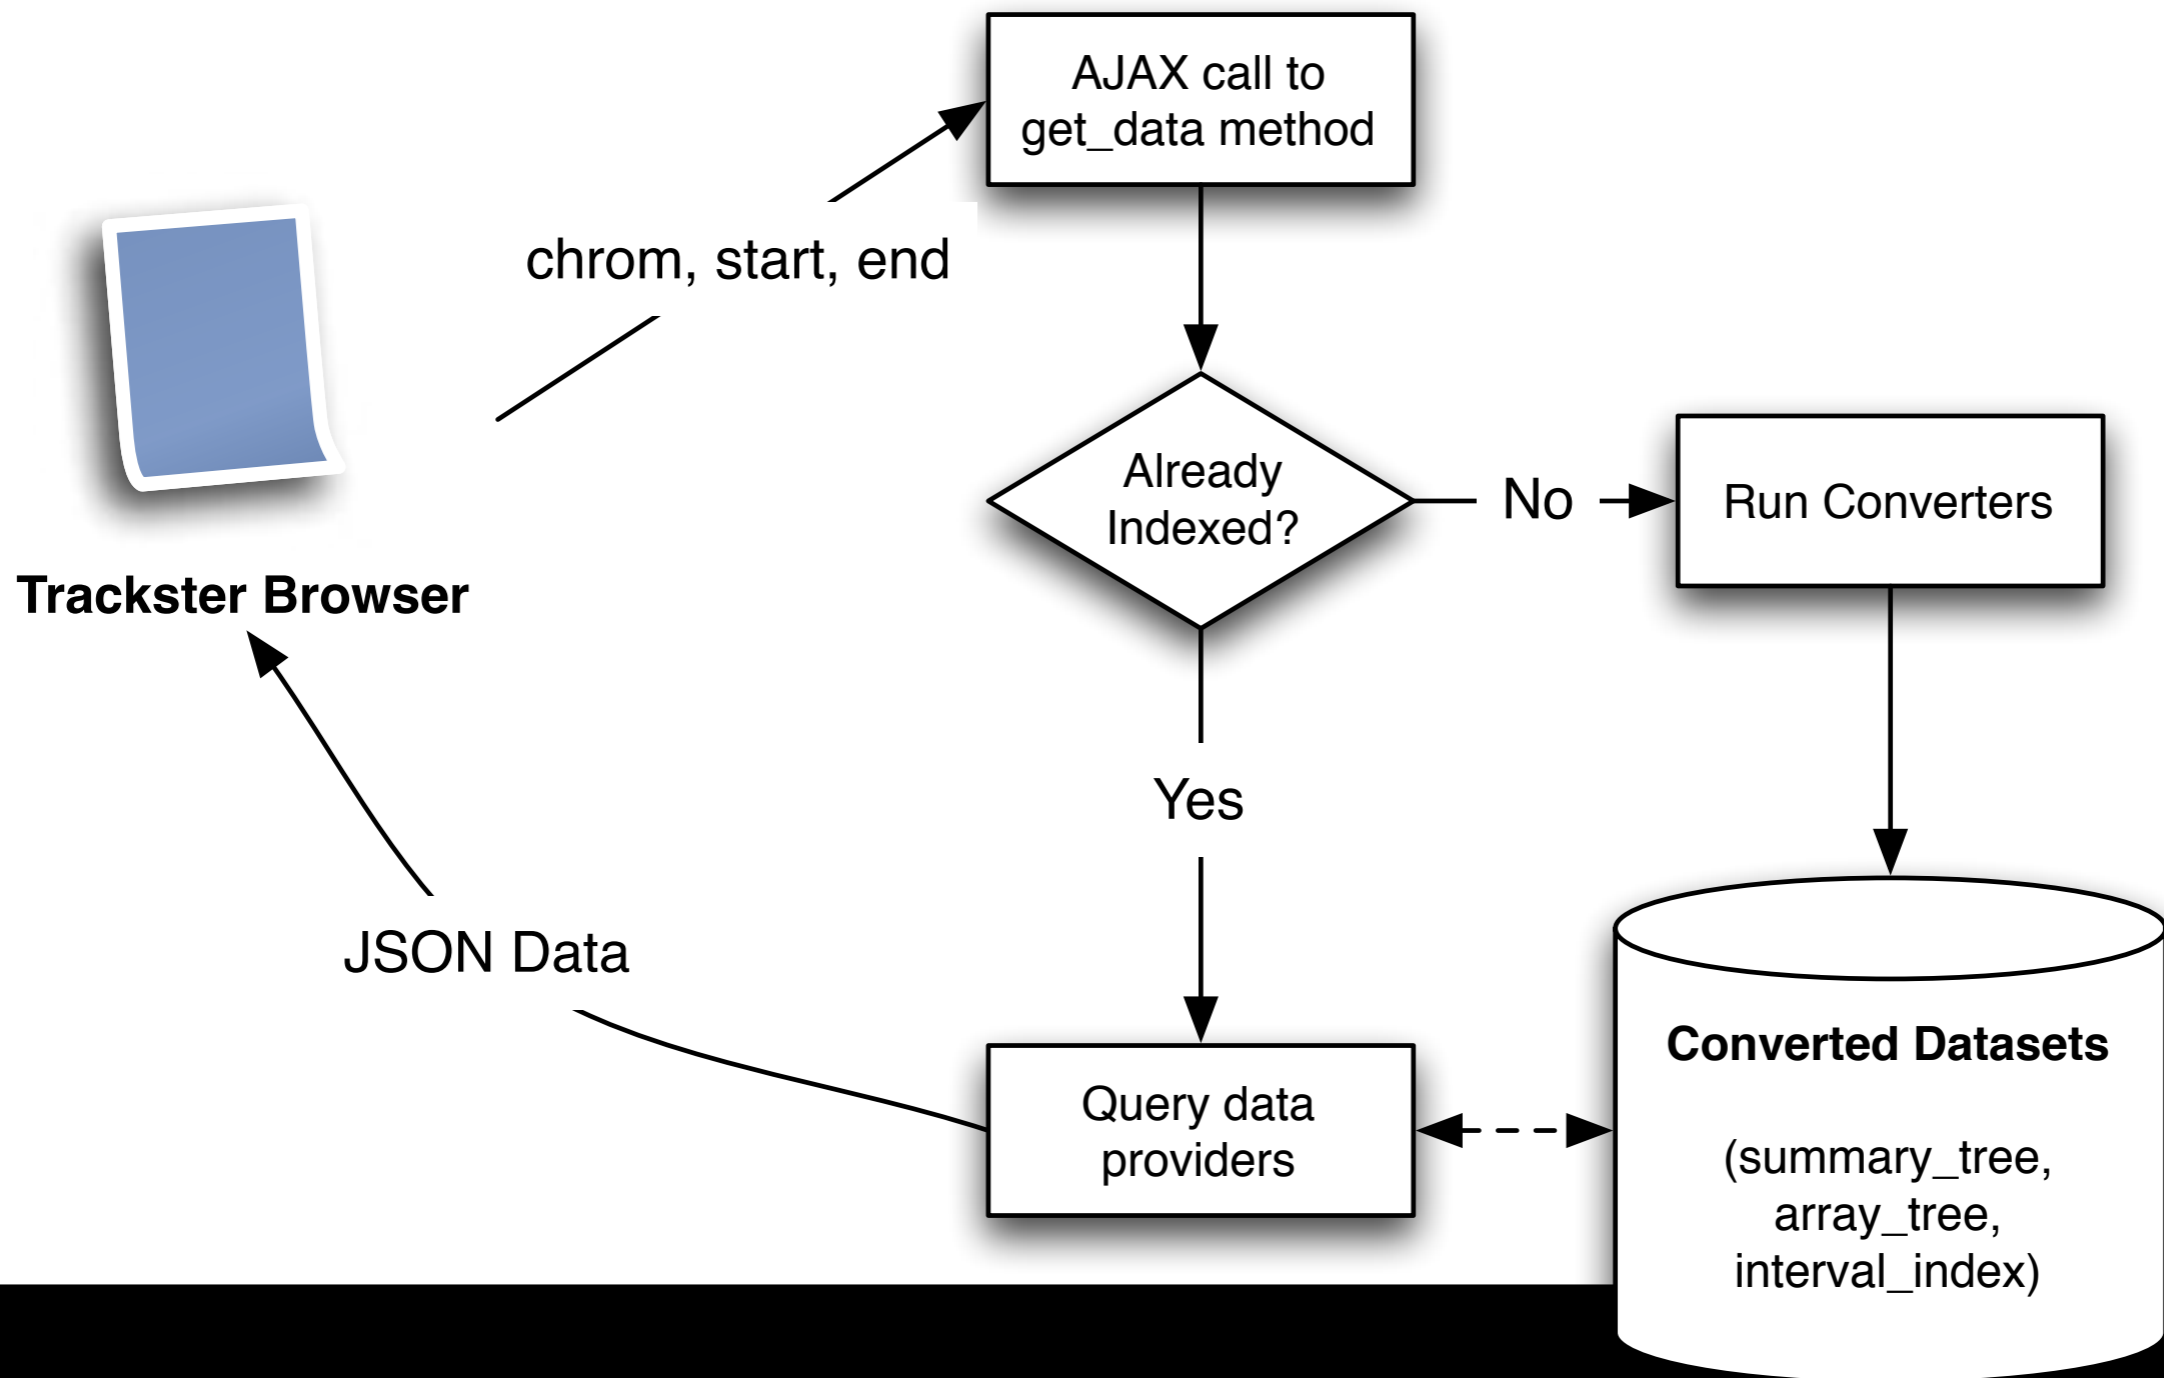 AJAX call to
get_data method
chrom, start, end
Trackster Browser
Already
Indexed?
No
Run Converters
Yes
JSON Data
Query data
providers
Converted Datasets
(summary_tree,
array_tree,
interval_index)